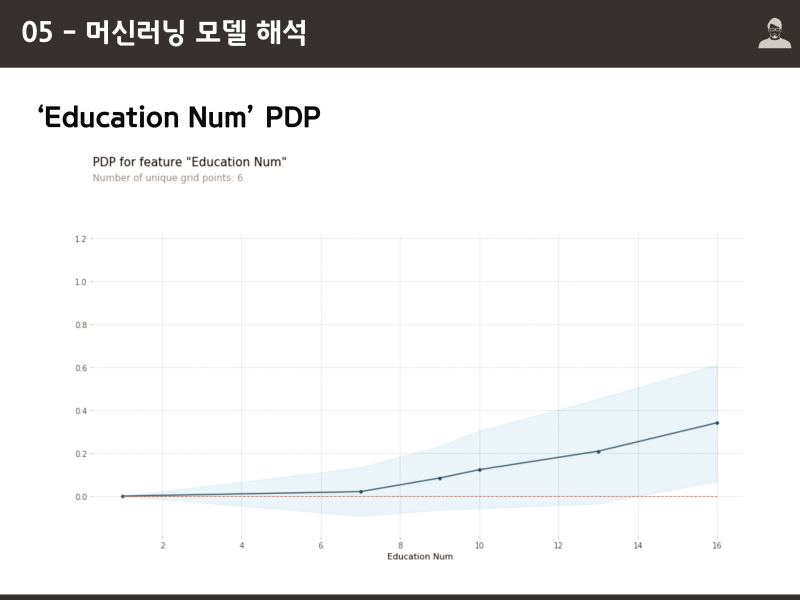 05 - 머신러닝 모델 해석
‘Education Num’ PDP
PDP for feature "Education Num"
Number of unique grid points: 6
1.2
1.0
0.8
0.6
0.4
0.2
0.0
2 4 6 8 10 12 14 16
Education Num